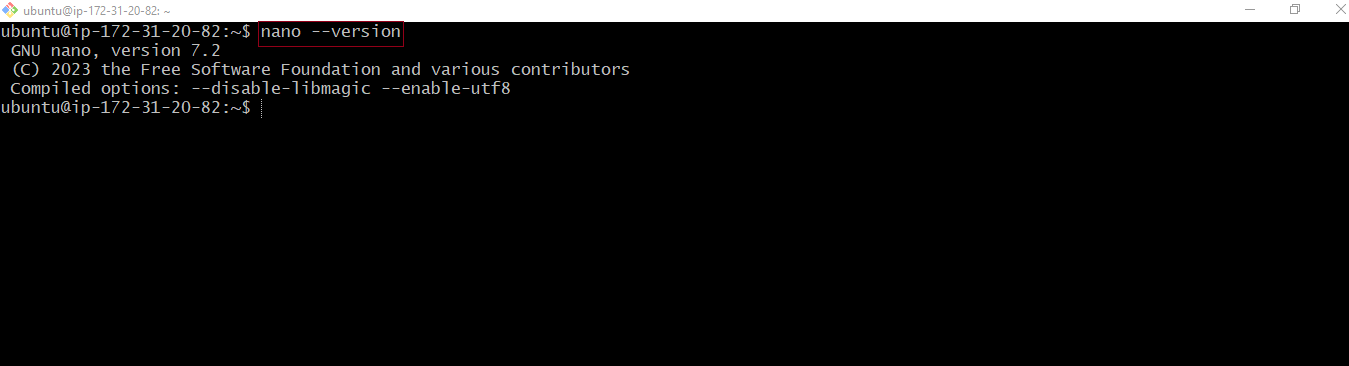 ubuntu@ip-172-31-20-82: ~
ubuntu@ip-172-31-20-82:~$ nano --version
GNU nano, version 7.2
(C) 2023 the Free Software Foundation and various contributors
Compiled options: --disable-libmagic --enable-utf8
ubuntu@ip-172-31-20-82:~$